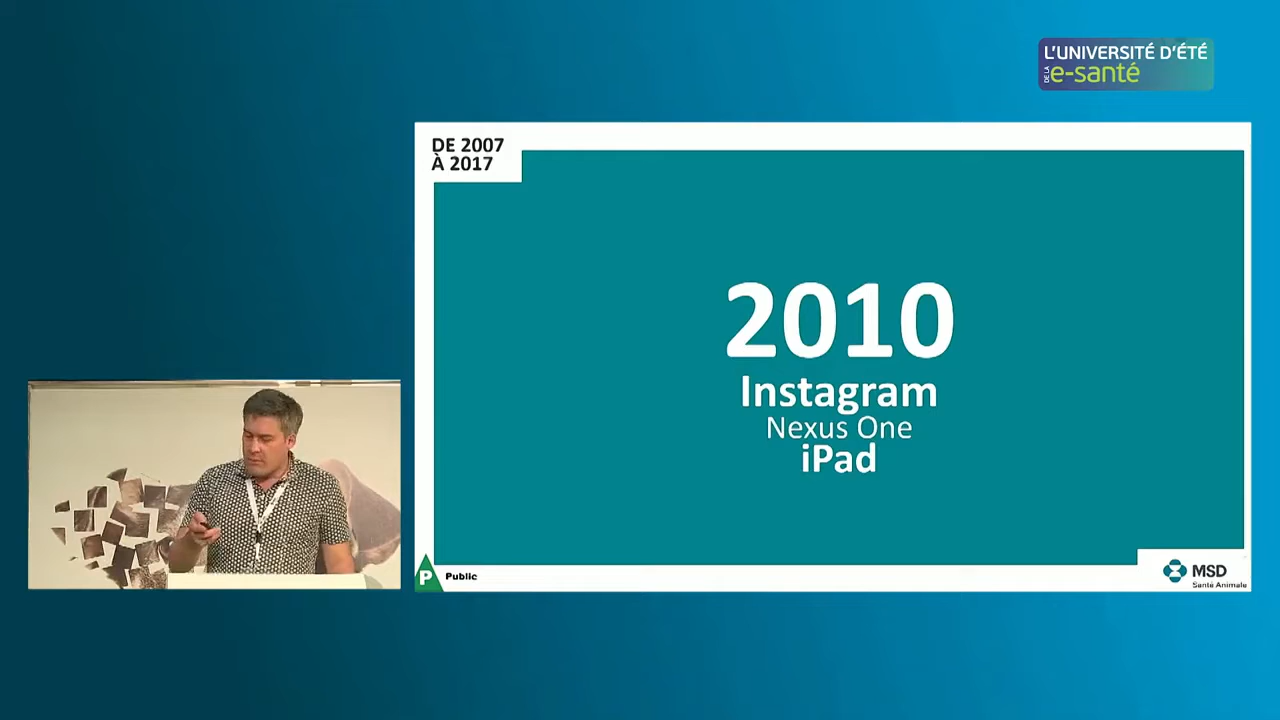 L'UNIVERSITÉ D'ÉTÉ
DE LA e-santé
DE 2007
À 2017
2010
Instagram
Nexus One
iPad
P Public
MSD
Santé Animale